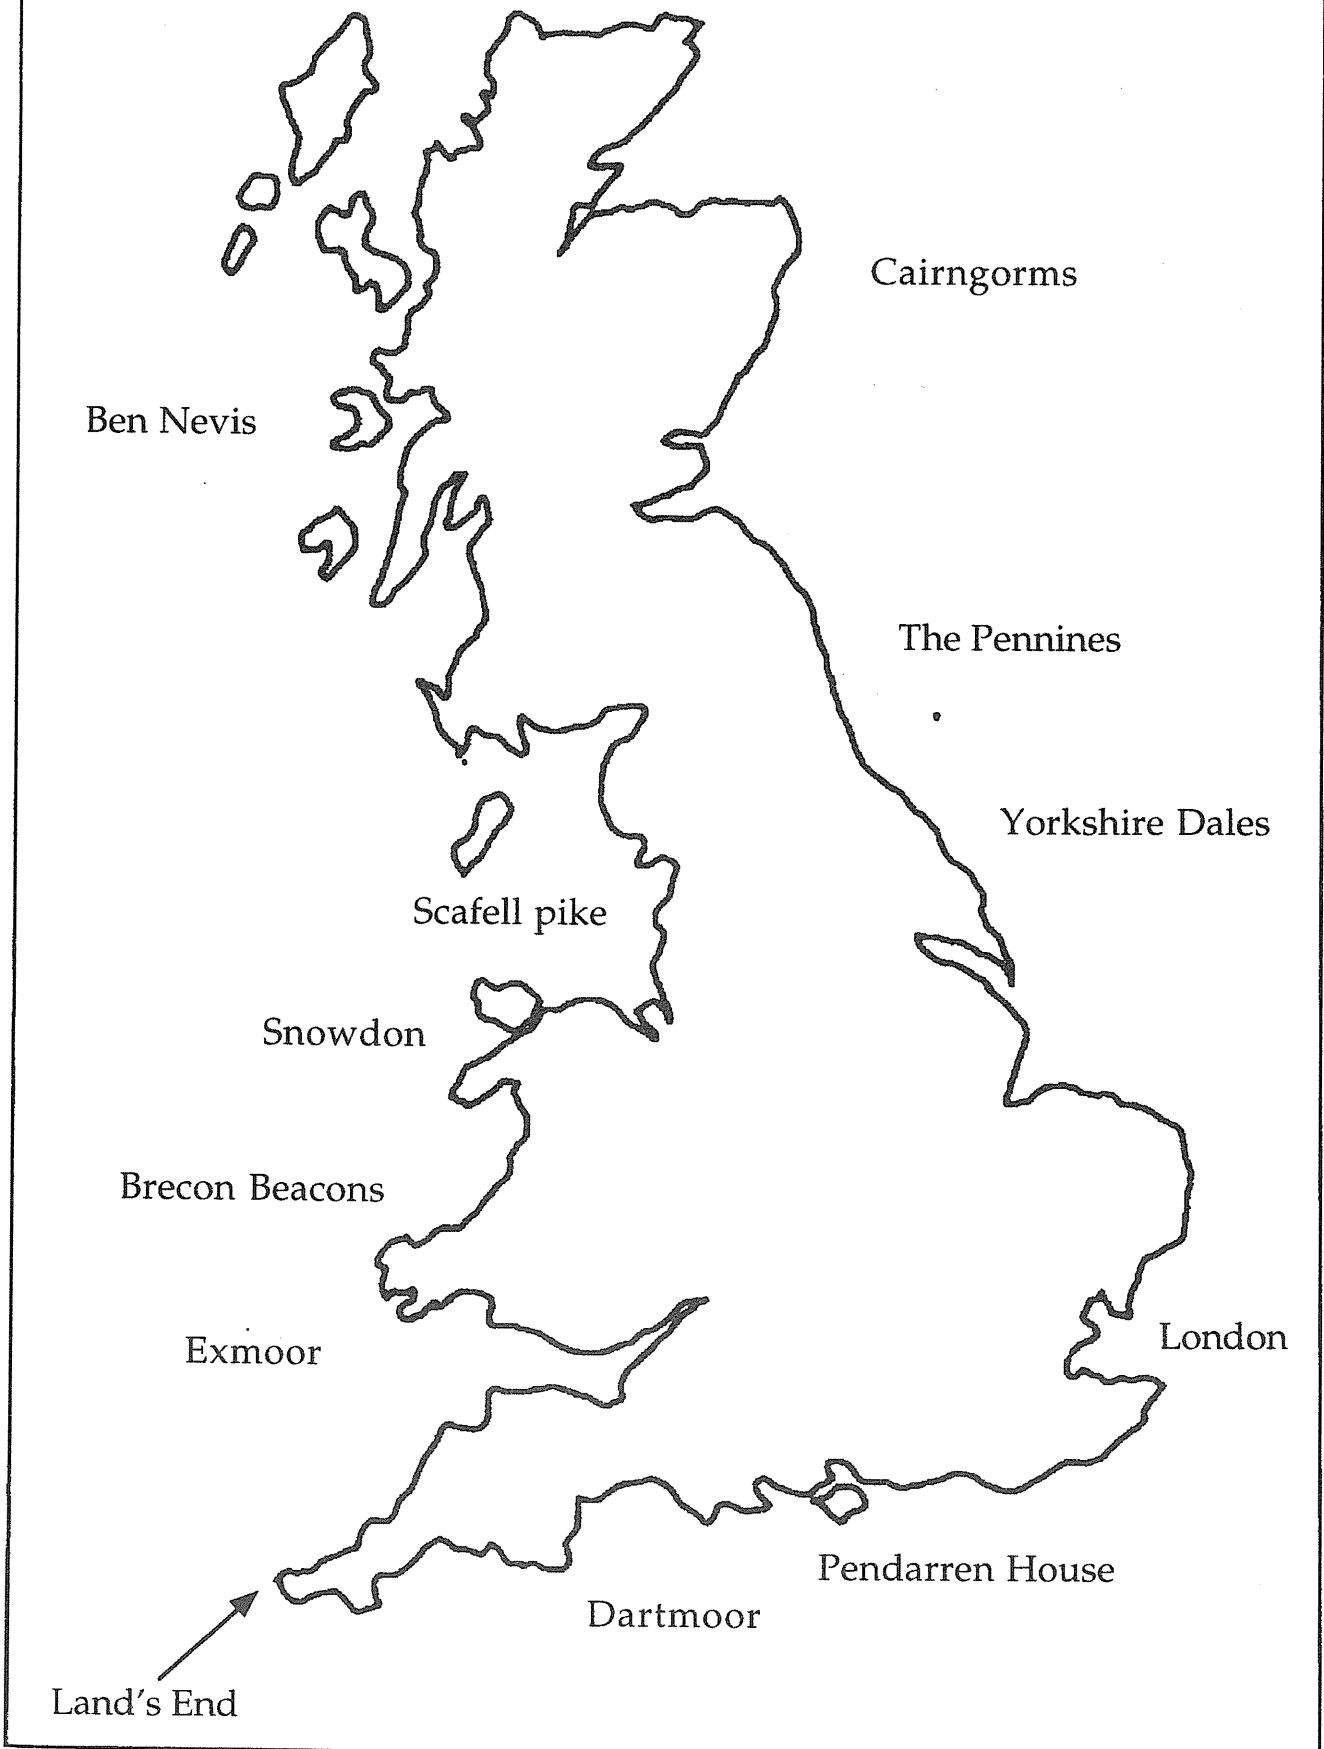 Cairngorms
Ben Nevis
The Pennines
Yorkshire Dales
Scafell pike
Snowdon
Brecon Beacons
London
Exmoor
Pendarren House
Dartmoor
Land's End